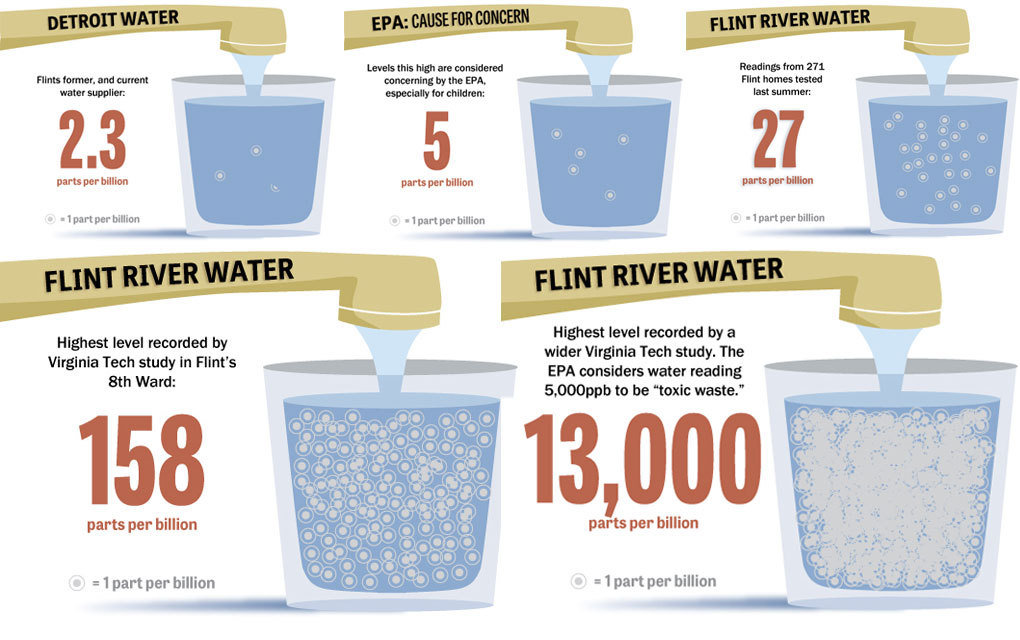 DETROIT WATER
Flints former, and current
water supplier:
2.3
parts per billion
= 1 part per billion
EPA: CAUSE FOR CONCERN
Levels this high are considered
concerning by the EPA,
especially for children:
5
parts per billion
= 1 part per billion
FLINT RIVER WATER
Readings from 271
Flint homes tested
last summer:
27
parts per billion
= 1 part per billion
FLINT RIVER WATER
Highest level recorded by
Virginia Tech study in Flint's
8th Ward:
158
parts per billion
= 1 part per billion
FLINT RIVER WATER
Highest level recorded by a
wider Virginia Tech study. The
EPA considers water reading
5,000ppb to be “toxic waste.”
13,000
parts per billion
= 1 part per billion